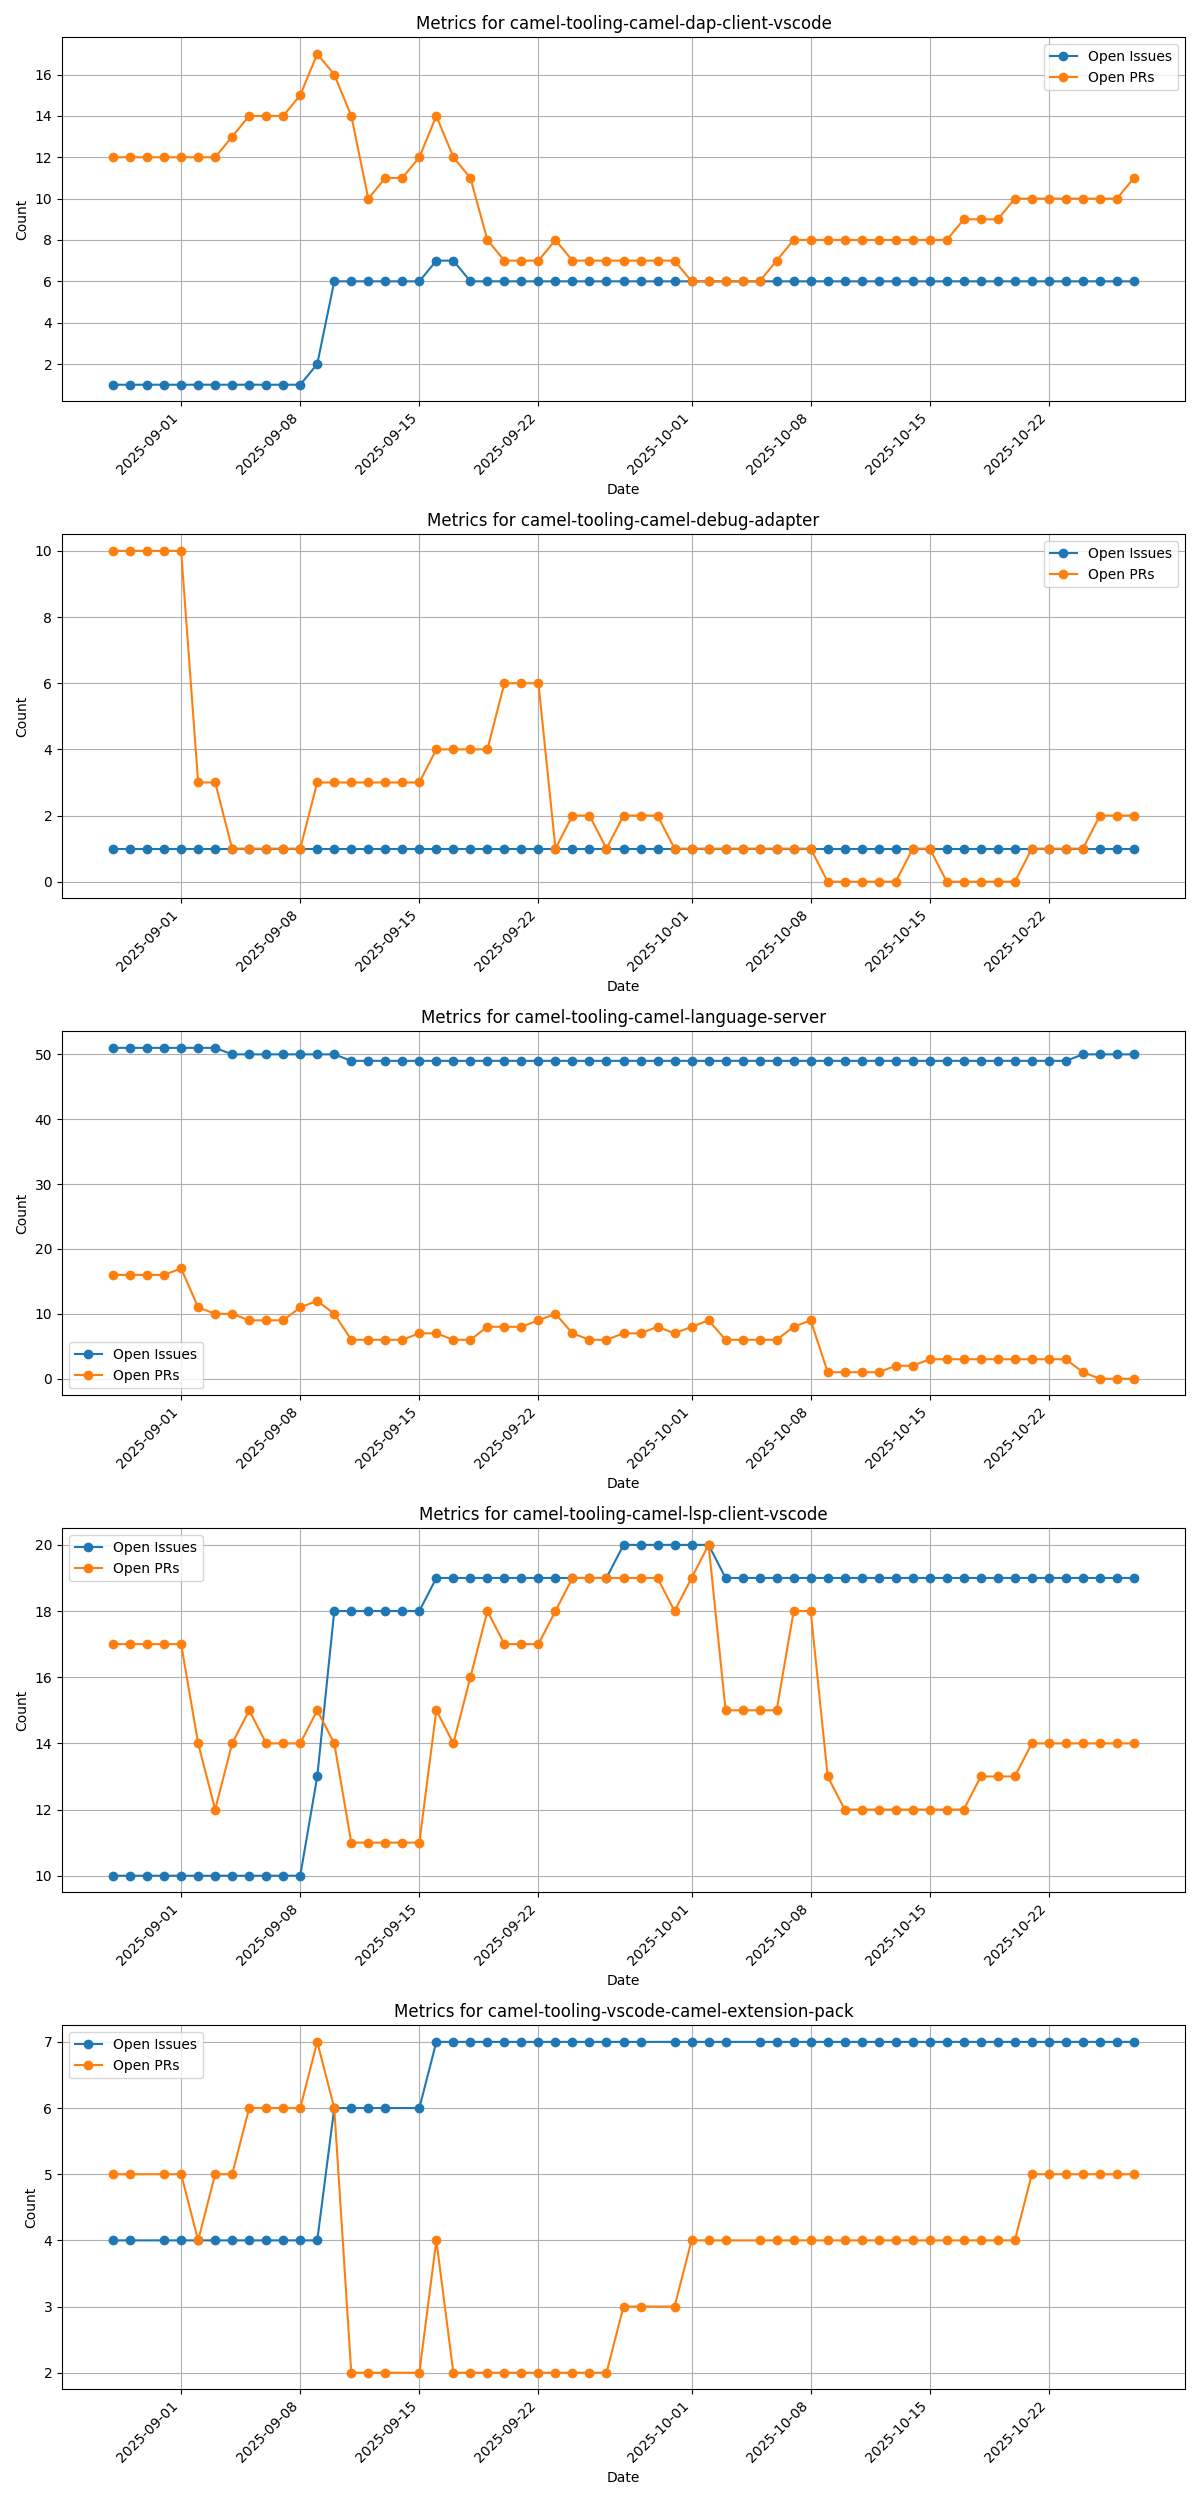 Metrics for camel-tooling-camel-dap-client-vscode
Open Issues
Open PRs
16
14
12
10
8
6
4
2
Count
2025-09-01
2025-09-08
2025-09-15
2025-09-22
2025-10-01
2025-10-08
2025-10-15
2025-10-22
Date
Metrics for camel-tooling-camel-debug-adapter
Open Issues
Open PRs
10
8
6
4
2
0
Count
2025-09-01
2025-09-08
2025-09-15
2025-09-22
2025-10-01
2025-10-08
2025-10-15
2025-10-22
Date
Metrics for camel-tooling-camel-language-server
50
40
30
20
10
0
Count
Open Issues
Open PRs
2025-09-01
2025-09-08
2025-09-15
2025-09-22
2025-10-01
2025-10-08
2025-10-15
2025-10-22
Date
Metrics for camel-tooling-camel-lsp-client-vscode
Open Issues
Open PRs
20
18
16
14
12
10
Count
2025-09-01
2025-09-08
2025-09-15
2025-09-22
2025-10-01
2025-10-08
2025-10-15
2025-10-22
Date
Metrics for camel-tooling-vscode-camel-extension-pack
Open Issues
Open PRs
7
6
5
4
3
2
Count
2025-09-01
2025-09-08
2025-09-15
2025-09-22
2025-10-01
2025-10-08
2025-10-15
2025-10-22
Date